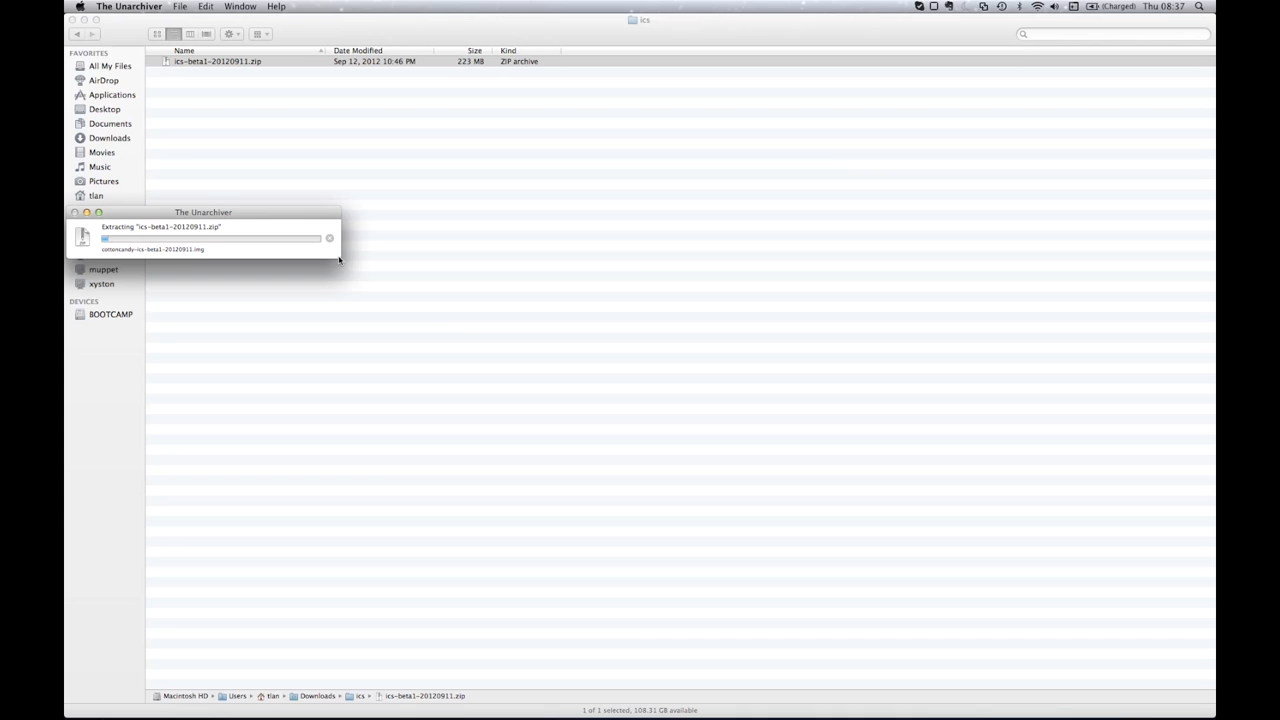 The Unarchiver File Edit Window Help (Charged) Thu 08:37
ics
Name Date Modified Size Kind
ics-beta1-20120911.zip Sep 12, 2012 10:46 PM 223 MB ZIP archive
FAVORITES
All My Files
AirDrop
Applications
Desktop
Documents
Downloads
Movies
Music
Pictures
tlan
The Unarchiver
Extracting "ics-beta1-20120911.zip"
cottoncandy-ics-beta1-20120911.img
muppet
xyston
DEVICES
BOOTCAMP
Macintosh HD Users tlan Downloads ics ics-beta1-20120911.zip
1 of 1 selected, 108.31 GB available